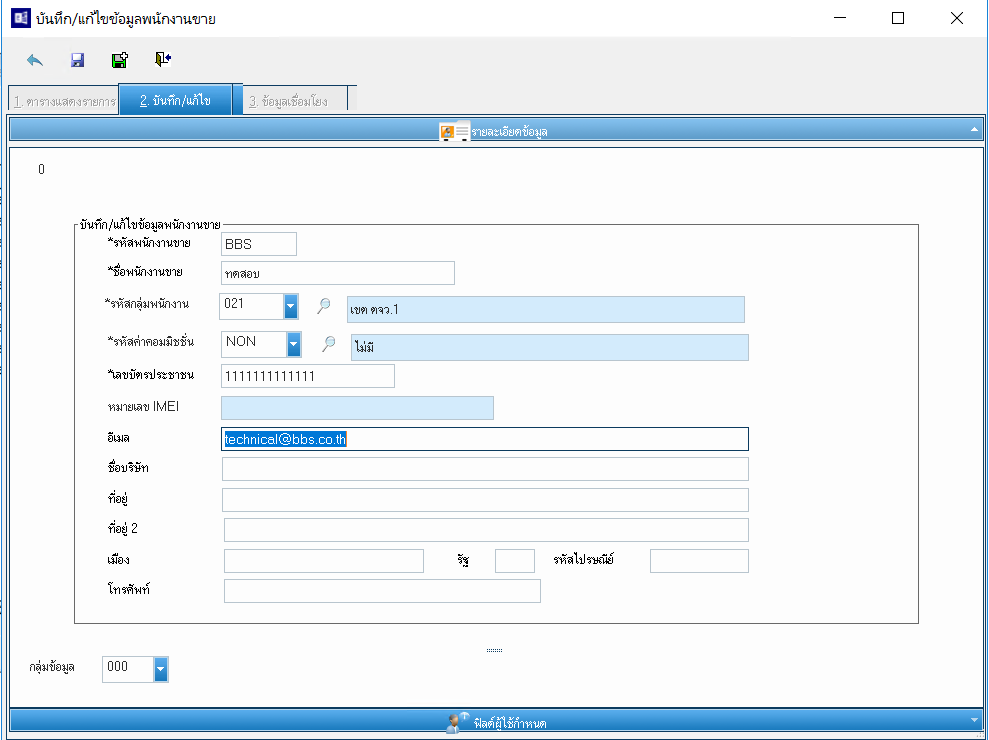 บันทึก/แก้ไขข้อมูลพนักงานขาย
1. ตารางแสดงรายการ 2. บันทึก/แก้ไข 3. ข้อมูลเชื่อมโยง
รายละเอียดข้อมูล
0
บันทึก/แก้ไขข้อมูลพนักงานขาย
*รหัสพนักงานขาย BBS
*ชื่อพนักงานขาย ทดสอบ
*รหัสกลุ่มพนักงาน 021 เขต ตจว.1
*รหัสค่าคอมมิชชั่น NON ไม่มี
*เลขบัตรประชาชน 1111111111111
หมายเลข IMEI
อีเมล technical@bbs.co.th
ชื่อบริษัท
ที่อยู่
ที่อยู่ 2
เมือง รัฐ รหัสไปรษณีย์
โทรศัพท์
กลุ่มข้อมูล 000
ฟิลด์ผู้ใช้กำหนด